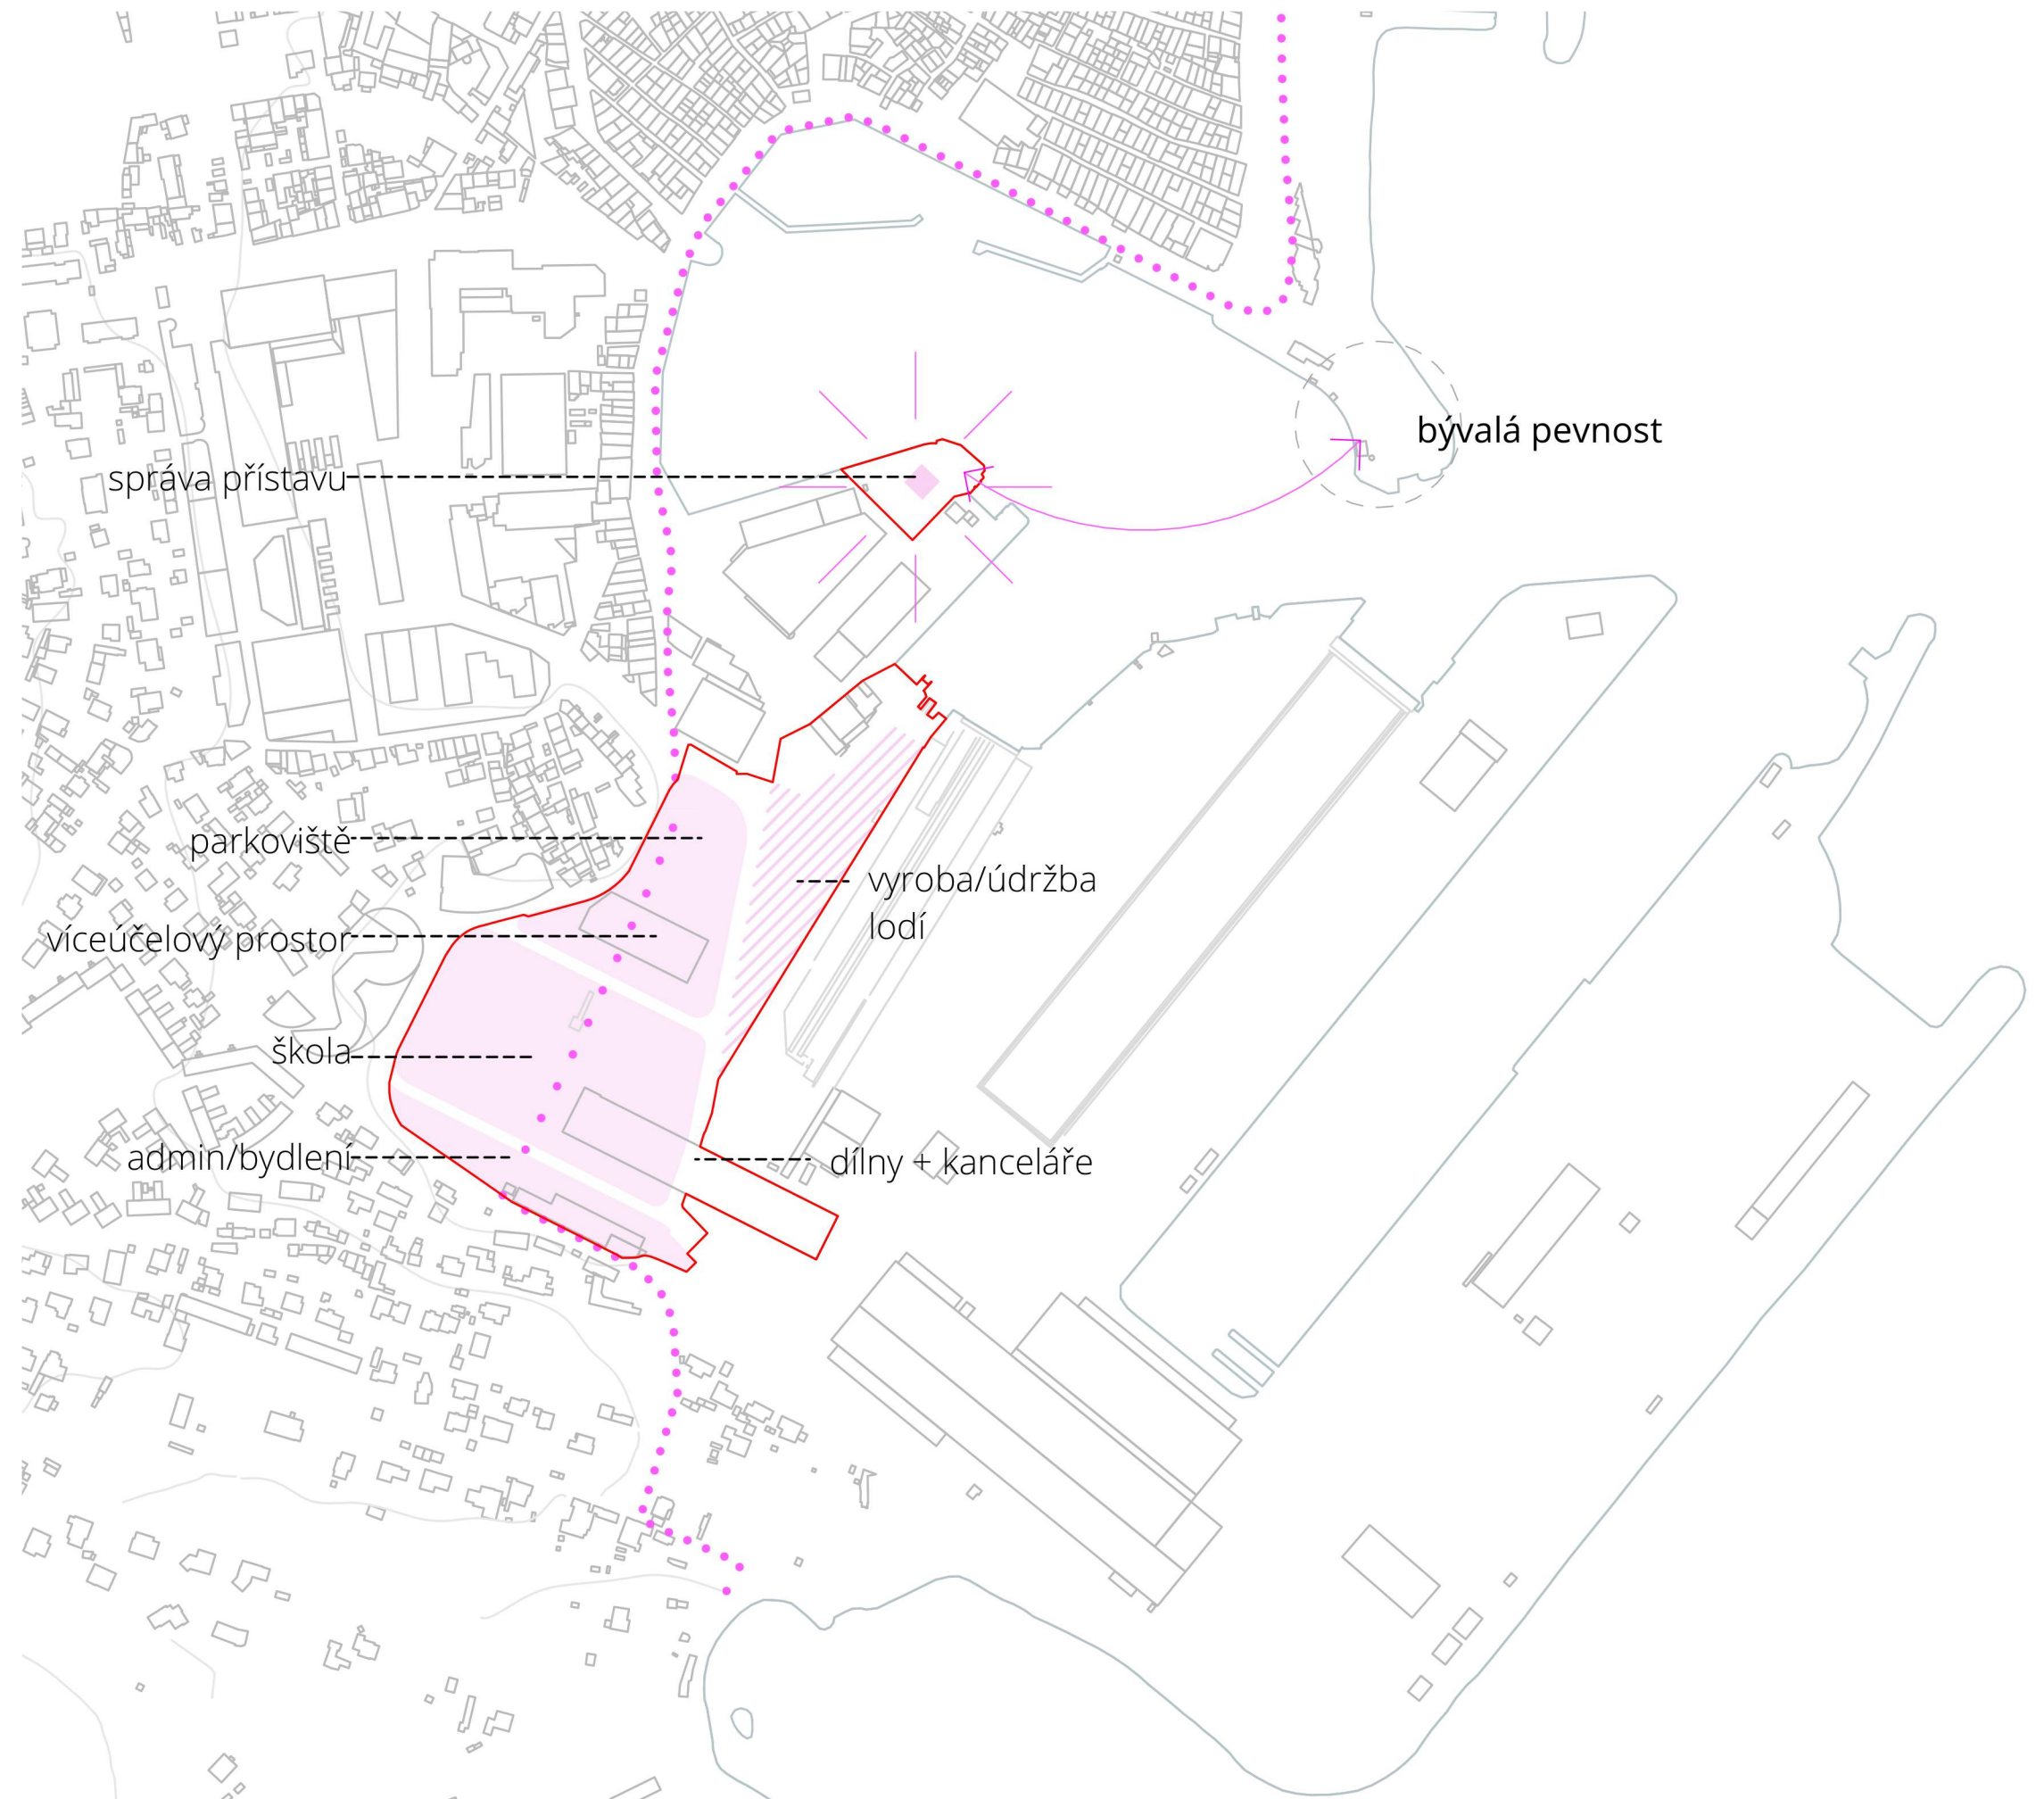 bývalá pevnost
správa přístavu
parkoviště
vyroba/údržba
lodí
víceúčelový prostor
škola
admin/bydlení
dílny + kanceláře